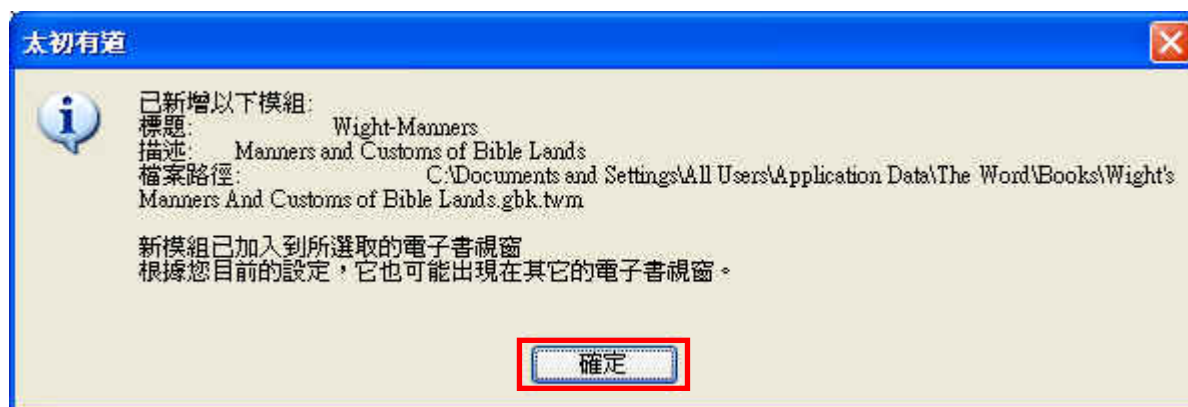 太初有道
已新增以下模組:
標題: Wight-Manners
描述: Manners and Customs of Bible Lands
檔案路徑: C:\Documents and Settings\All Users\Application Data\The Word\Books\Wight's
Manners And Customs of Bible Lands.gbk.twm
新模組已加入到所選取的電子書視窗
根據您目前的設定，它也可能出現在其它的電子書視窗。
確定